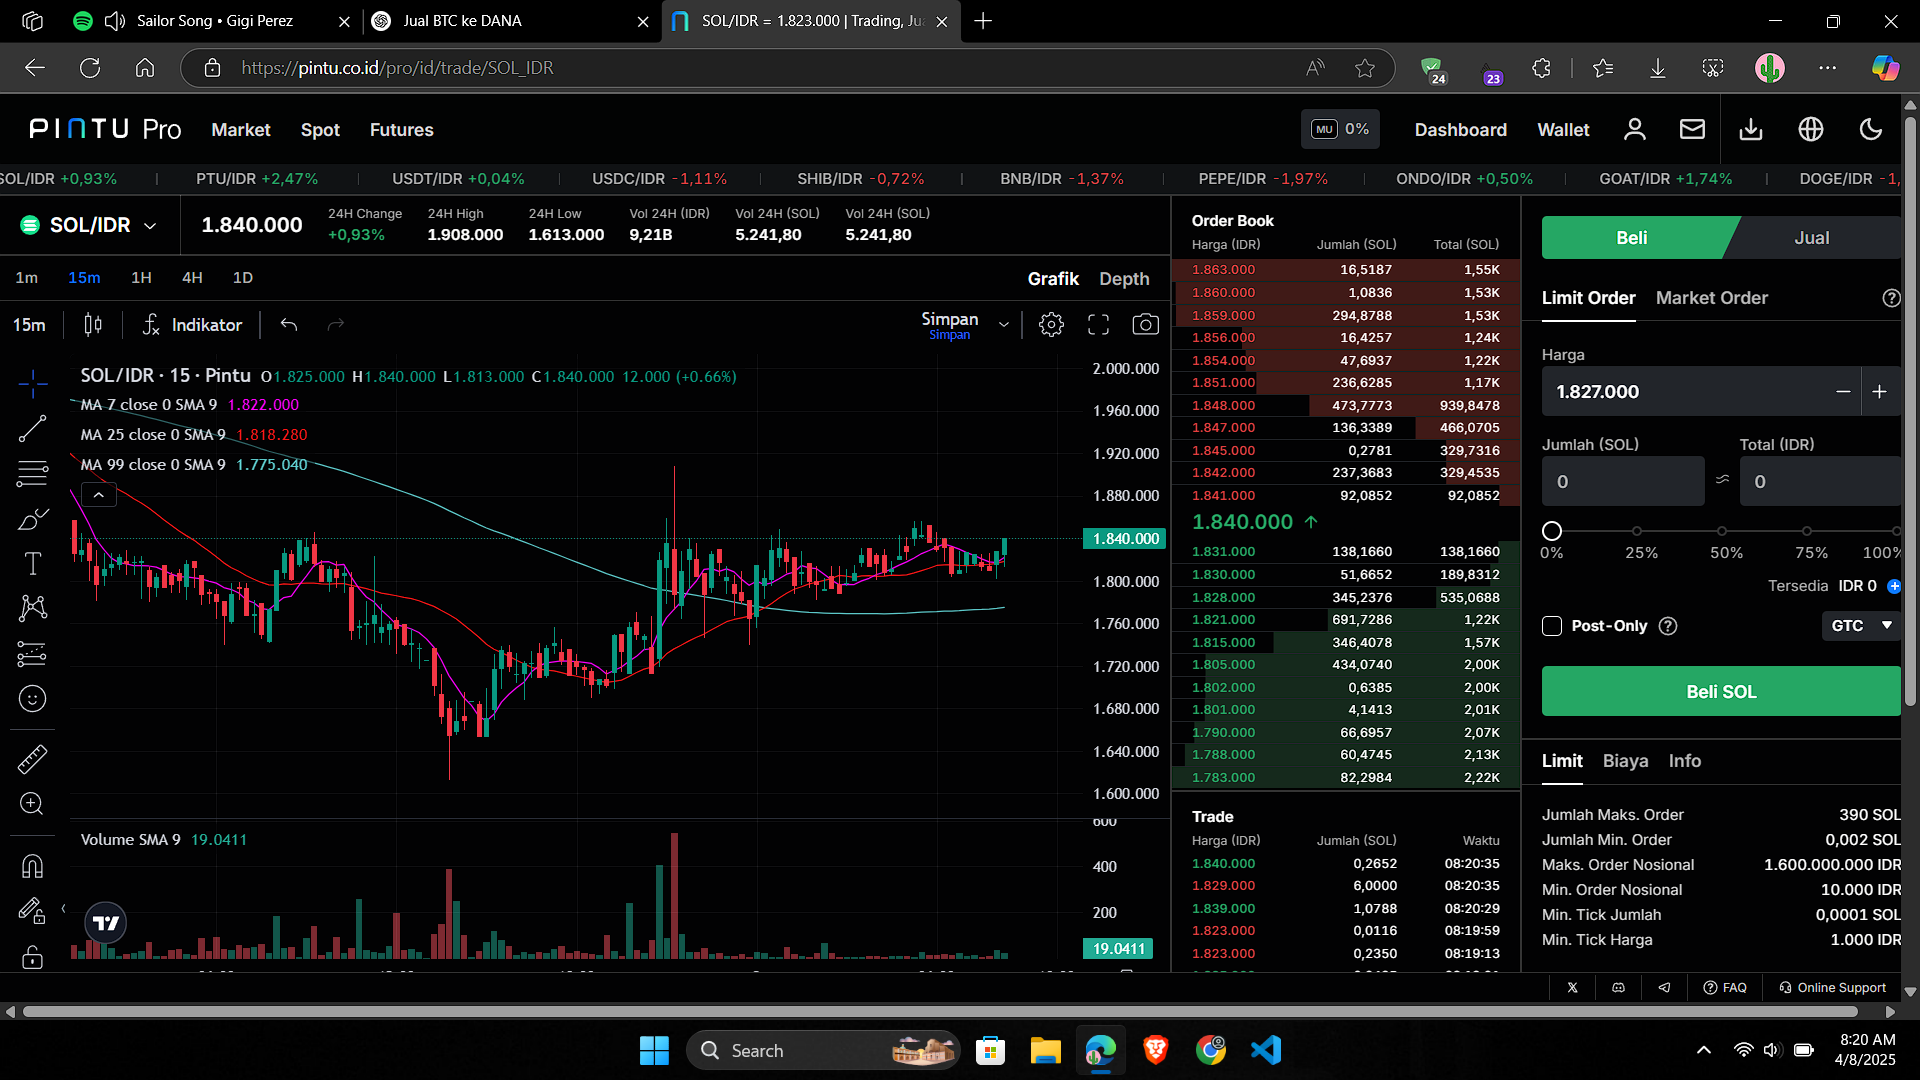 Sailor Song • Gigi Perez
Jual BTC ke DANA
SOL/IDR = 1.823.000 | Trading, Ju
https://pintu.co.id/pro/id/trade/SOL_IDR
24
23
PINTU Pro
Market
Spot
Futures
MU 0%
Dashboard
Wallet
SOL/IDR +0,93%
PTU/IDR +2,47%
USDT/IDR +0,04%
USDC/IDR -1,11%
SHIB/IDR -0,72%
BNB/IDR -1,37%
PEPE/IDR -1,97%
ONDO/IDR +0,50%
GOAT/IDR +1,74%
DOGE/IDR -1,
SOL/IDR
1.840.000
24H Change
+0,93%
24H High
1.908.000
24H Low
1.613.000
Vol 24H (IDR)
9,21B
Vol 24H (SOL)
5.241,80
Vol 24H (SOL)
5.241,80
1m 15m 1H 4H 1D
Grafik Depth
15m
Indikator
Simpan
Simpan
SOL/IDR · 15 · Pintu O1.825.000 H1.840.000 L1.813.000 C1.840.000 12.000 (+0.66%)
MA 7 close 0 SMA 9 1.822.000
MA 25 close 0 SMA 9 1.818.280
MA 99 close 0 SMA 9 1.775.040
2.000.000
1.960.000
1.920.000
1.880.000
1.840.000
1.800.000
1.760.000
1.720.000
1.680.000
1.640.000
1.600.000
Volume SMA 9 19.0411
600
400
200
19.0411
Order Book
Harga (IDR) Jumlah (SOL) Total (SOL)
1.863.000 16,5187 1,55K
1.860.000 1,0836 1,53K
1.859.000 294,8788 1,53K
1.856.000 16,4257 1,24K
1.854.000 47,6937 1,22K
1.851.000 236,6285 1,17K
1.848.000 473,7773 939,8478
1.847.000 136,3389 466,0705
1.845.000 0,2781 329,7316
1.842.000 237,3683 329,4535
1.841.000 92,0852 92,0852
1.840.000 ↑
1.831.000 138,1660 138,1660
1.830.000 51,6652 189,8312
1.828.000 345,2376 535,0688
1.821.000 691,7286 1,22K
1.815.000 346,4078 1,57K
1.805.000 434,0740 2,00K
1.802.000 0,6385 2,00K
1.801.000 4,1413 2,01K
1.790.000 66,6957 2,07K
1.788.000 60,4745 2,13K
1.783.000 82,2984 2,22K
Trade
Harga (IDR) Jumlah (SOL) Waktu
1.840.000 0,2652 08:20:35
1.829.000 6,0000 08:20:35
1.839.000 1,0788 08:20:29
1.823.000 0,0116 08:19:59
1.823.000 0,2350 08:19:13
Beli Jual
Limit Order Market Order
Harga
1.827.000
Jumlah (SOL) Total (IDR)
0 ≈ 0
0% 25% 50% 75% 100%
Tersedia IDR 0
Post-Only
GTC
Beli SOL
Limit Biaya Info
Jumlah Maks. Order 390 SOL
Jumlah Min. Order 0,002 SOL
Maks. Order Nosional 1.600.000.000 IDR
Min. Order Nosional 10.000 IDR
Min. Tick Jumlah 0,0001 SOL
Min. Tick Harga 1.000 IDR
FAQ
Online Support
Search
8:20 AM
4/8/2025